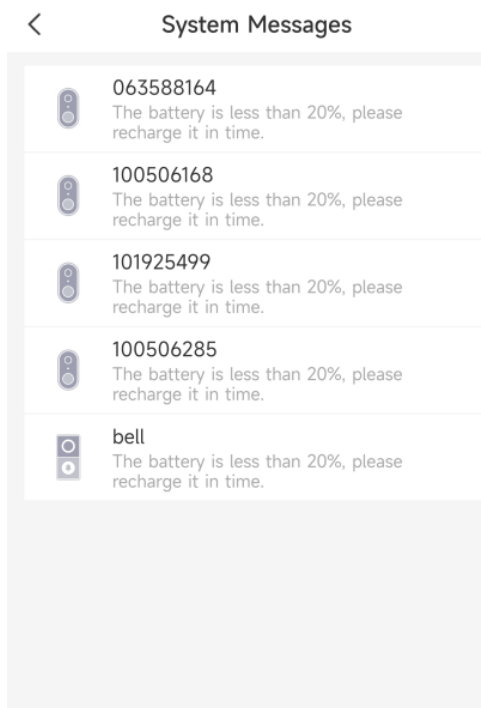 System Messages
063588164
The battery is less than 20%, please
recharge it in time.
100506168
The battery is less than 20%, please
recharge it in time.
101925499
The battery is less than 20%, please
recharge it in time.
100506285
The battery is less than 20%, please
recharge it in time.
bell
The battery is less than 20%, please
recharge it in time.